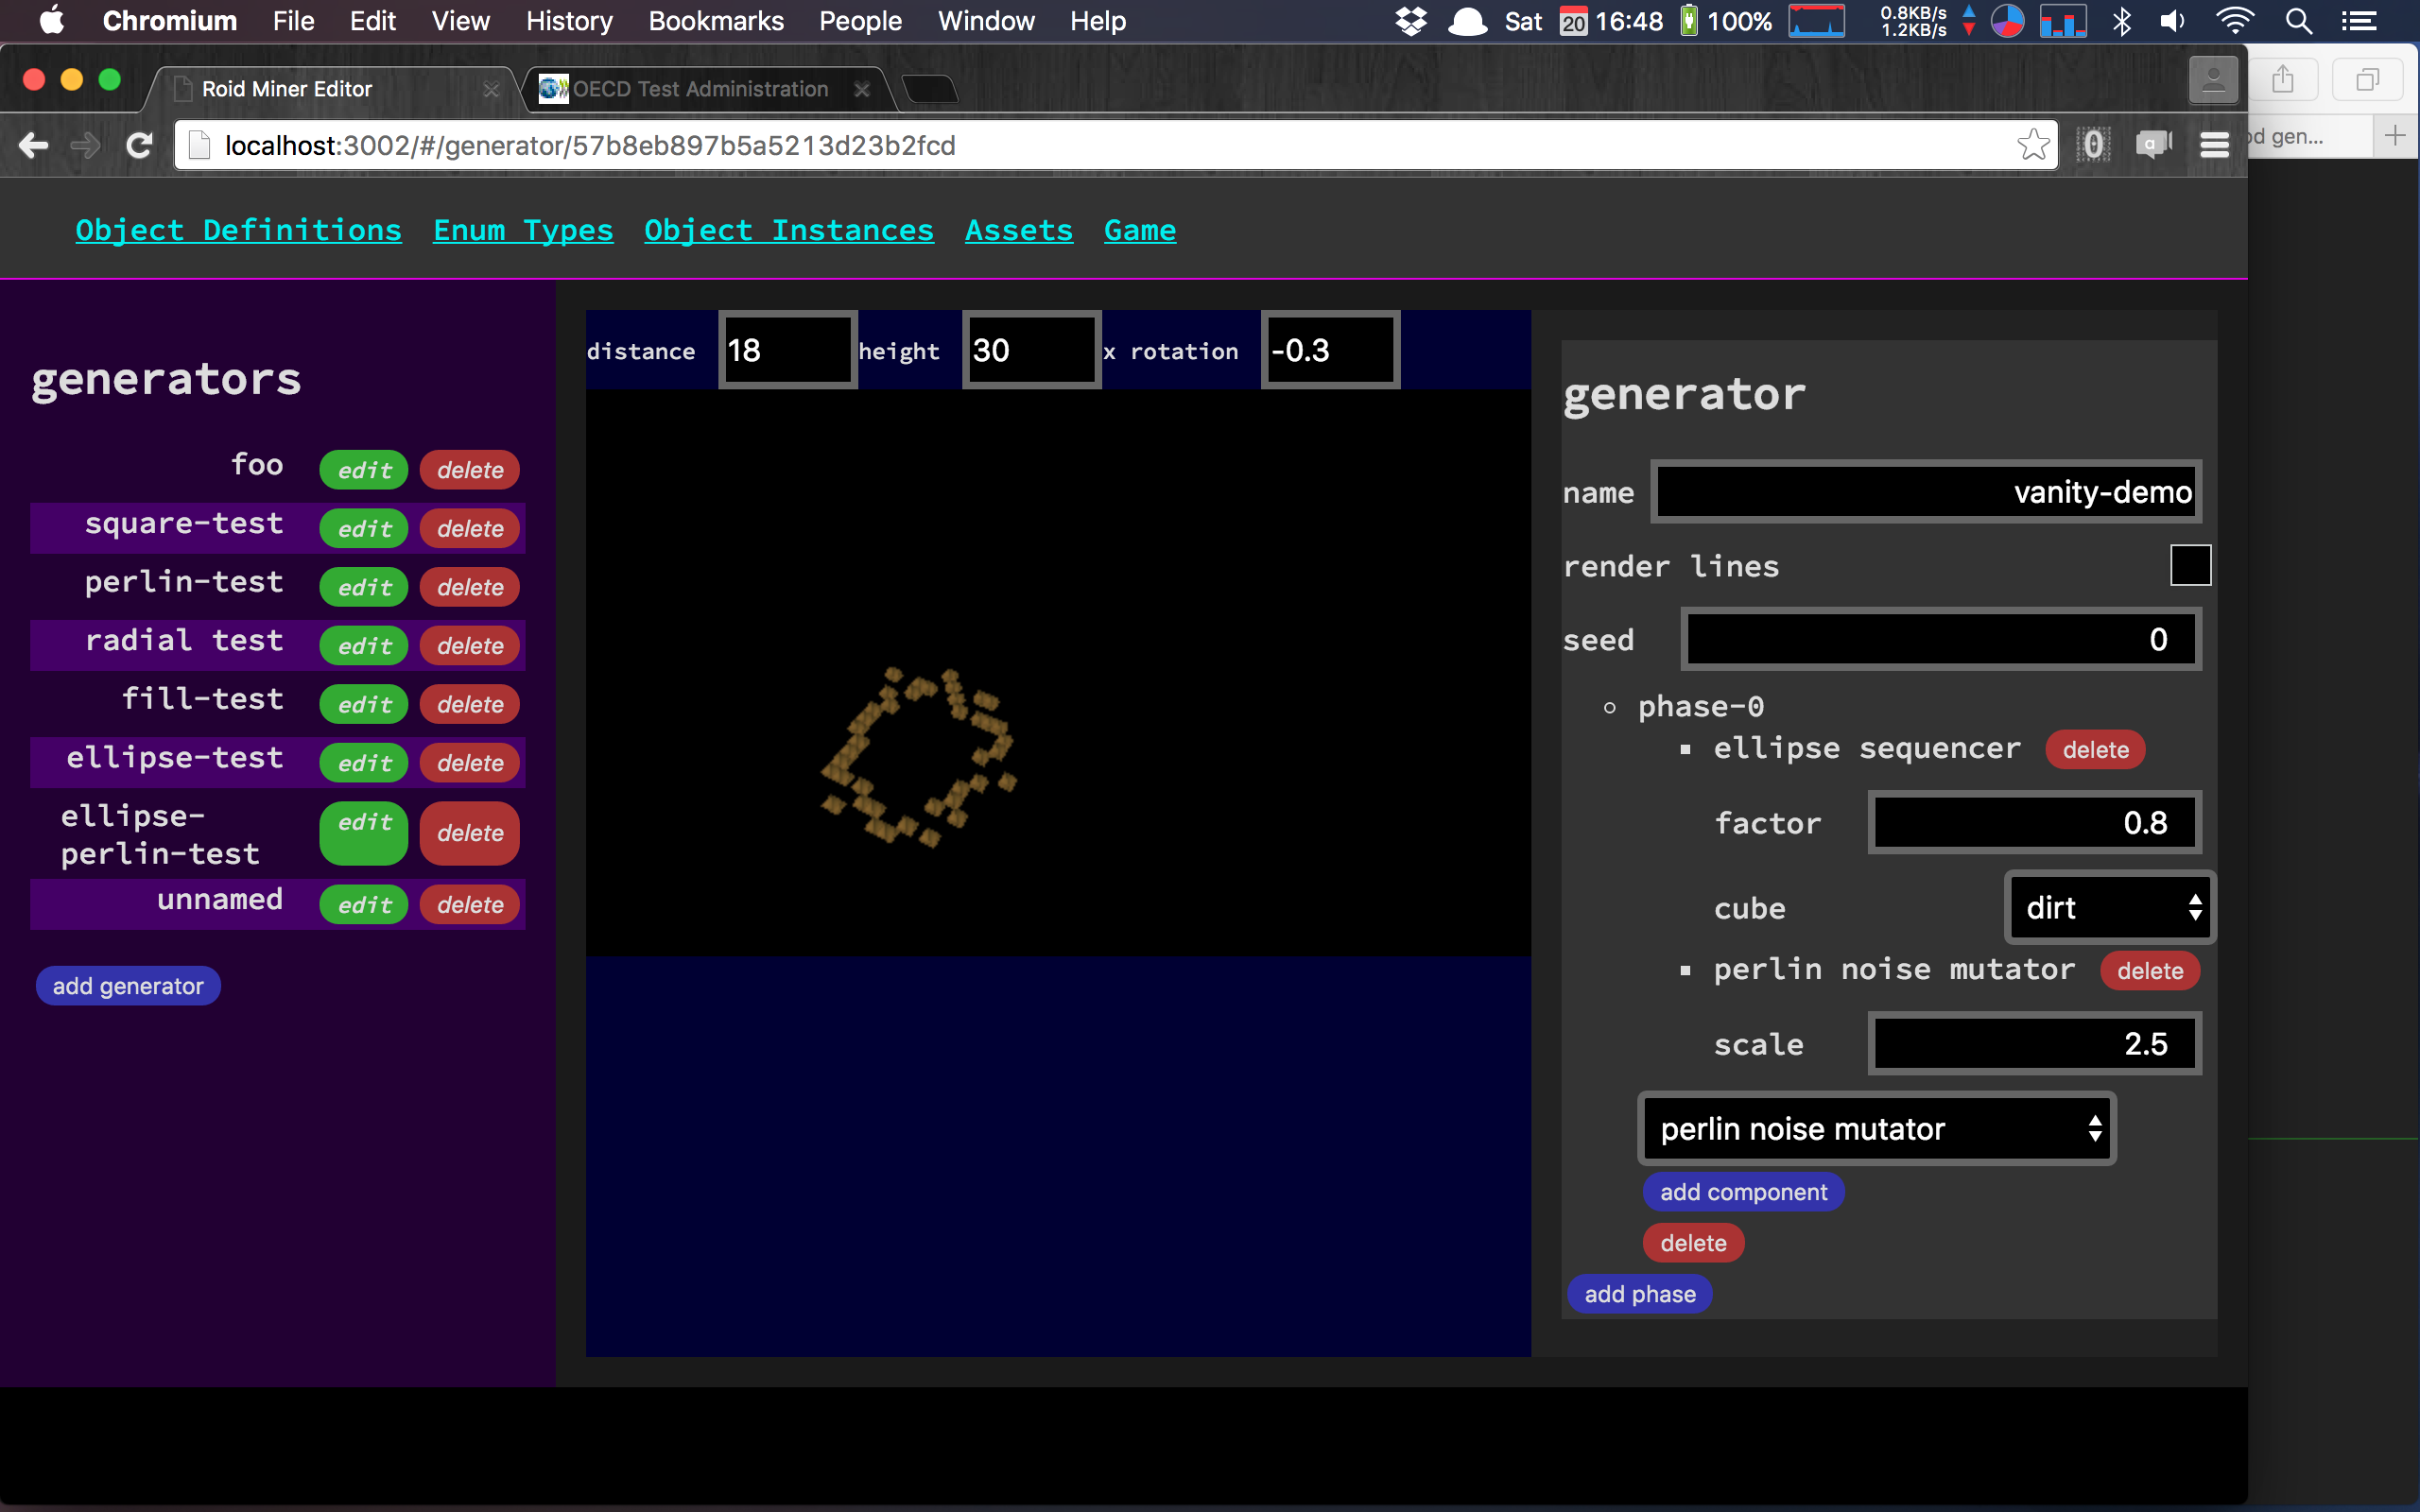 Chromium File Edit View History Bookmarks People Window Help Sat 20 16:48 100% 0.8KB/s 1.2KB/s
Roid Miner Editor
OECD Test Administration
localhost:3002/#/generator/57b8eb897b5a5213d23b2fcd
gen...
Object Definitions Enum Types Object Instances Assets Game
generators
foo edit delete
square-test edit delete
perlin-test edit delete
radial test edit delete
fill-test edit delete
ellipse-test edit delete
ellipse-
perlin-test edit delete
unnamed edit delete
add generator
distance 18 height 30 x rotation -0.3
generator
name vanity-demo
render lines
seed 0
phase-0
ellipse sequencer delete
factor 0.8
cube dirt
perlin noise mutator delete
scale 2.5
perlin noise mutator
add component
delete
add phase